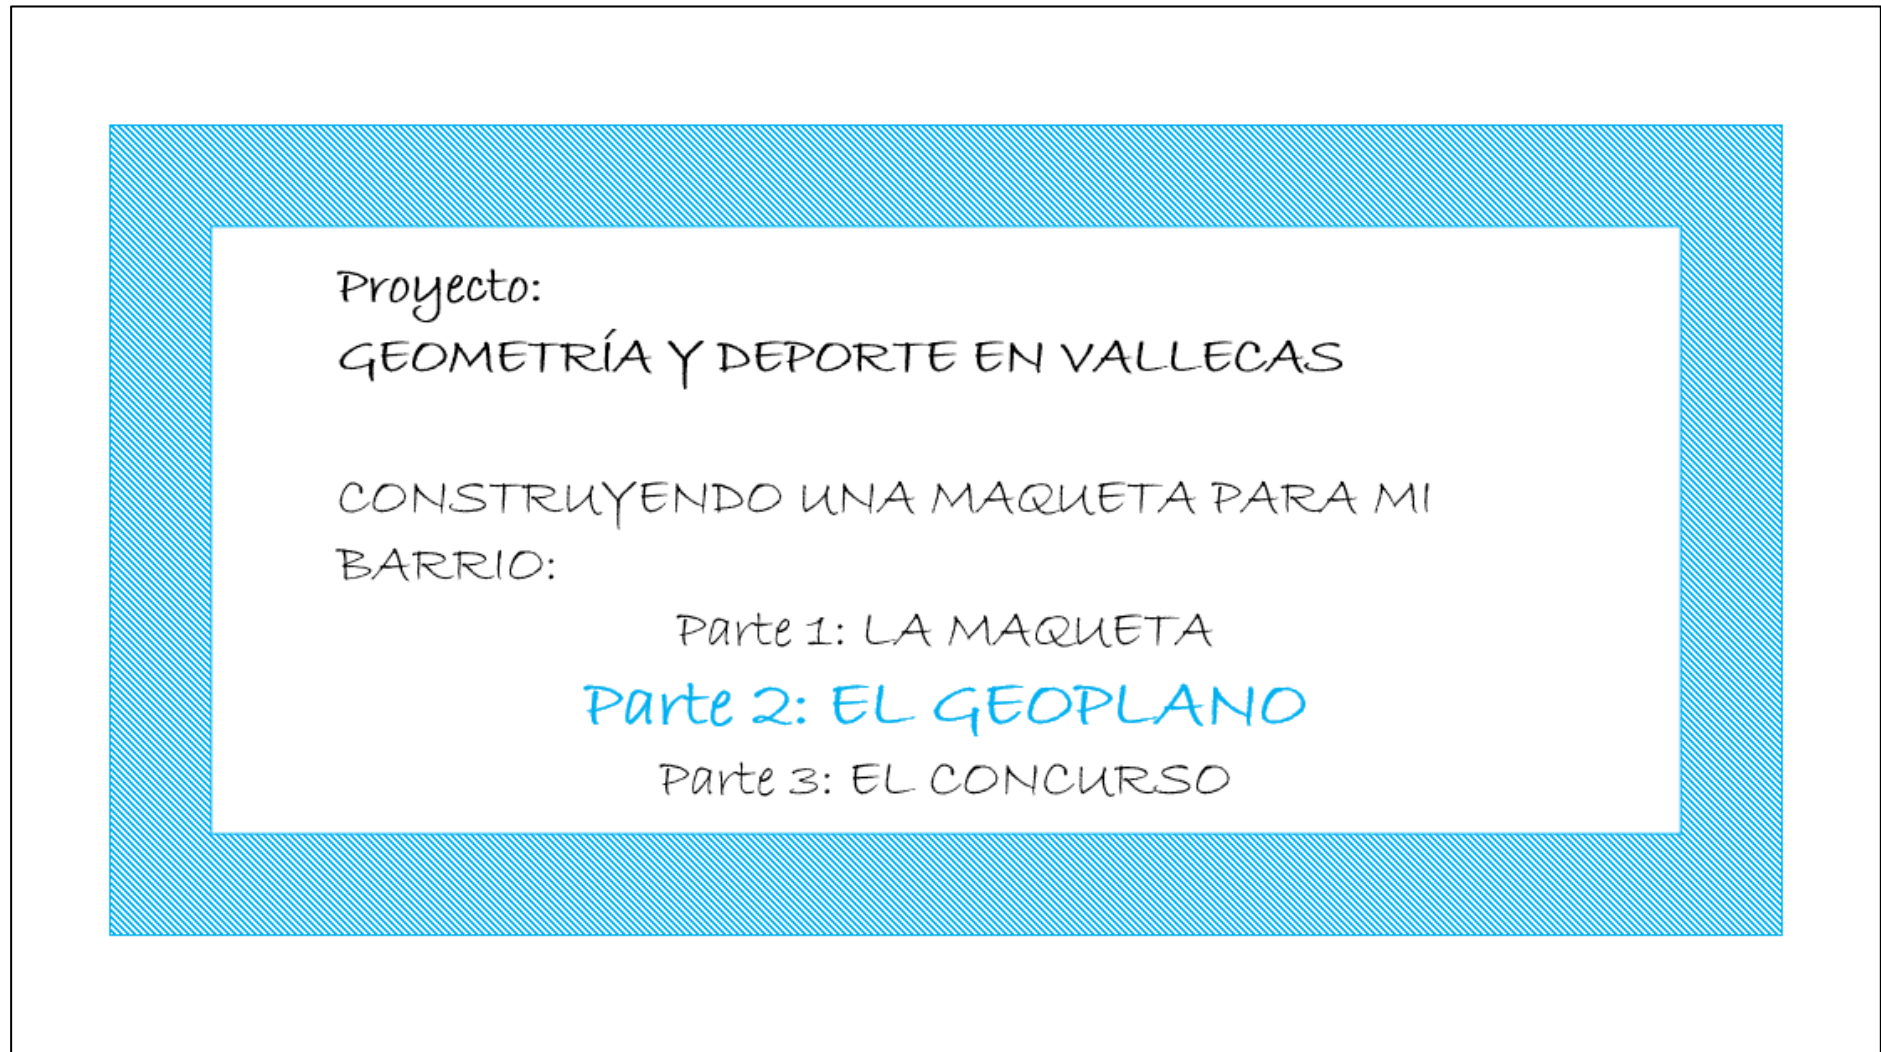 Proyecto:
GEOMETRÍA Y DEPORTE EN VALLECAS
CONSTRUYENDO UNA MAQUETA PARA MI
BARRIO:
Parte 1: LA MAQUETA
Parte 2: EL GEOPLANO
Parte 3: EL CONCURSO